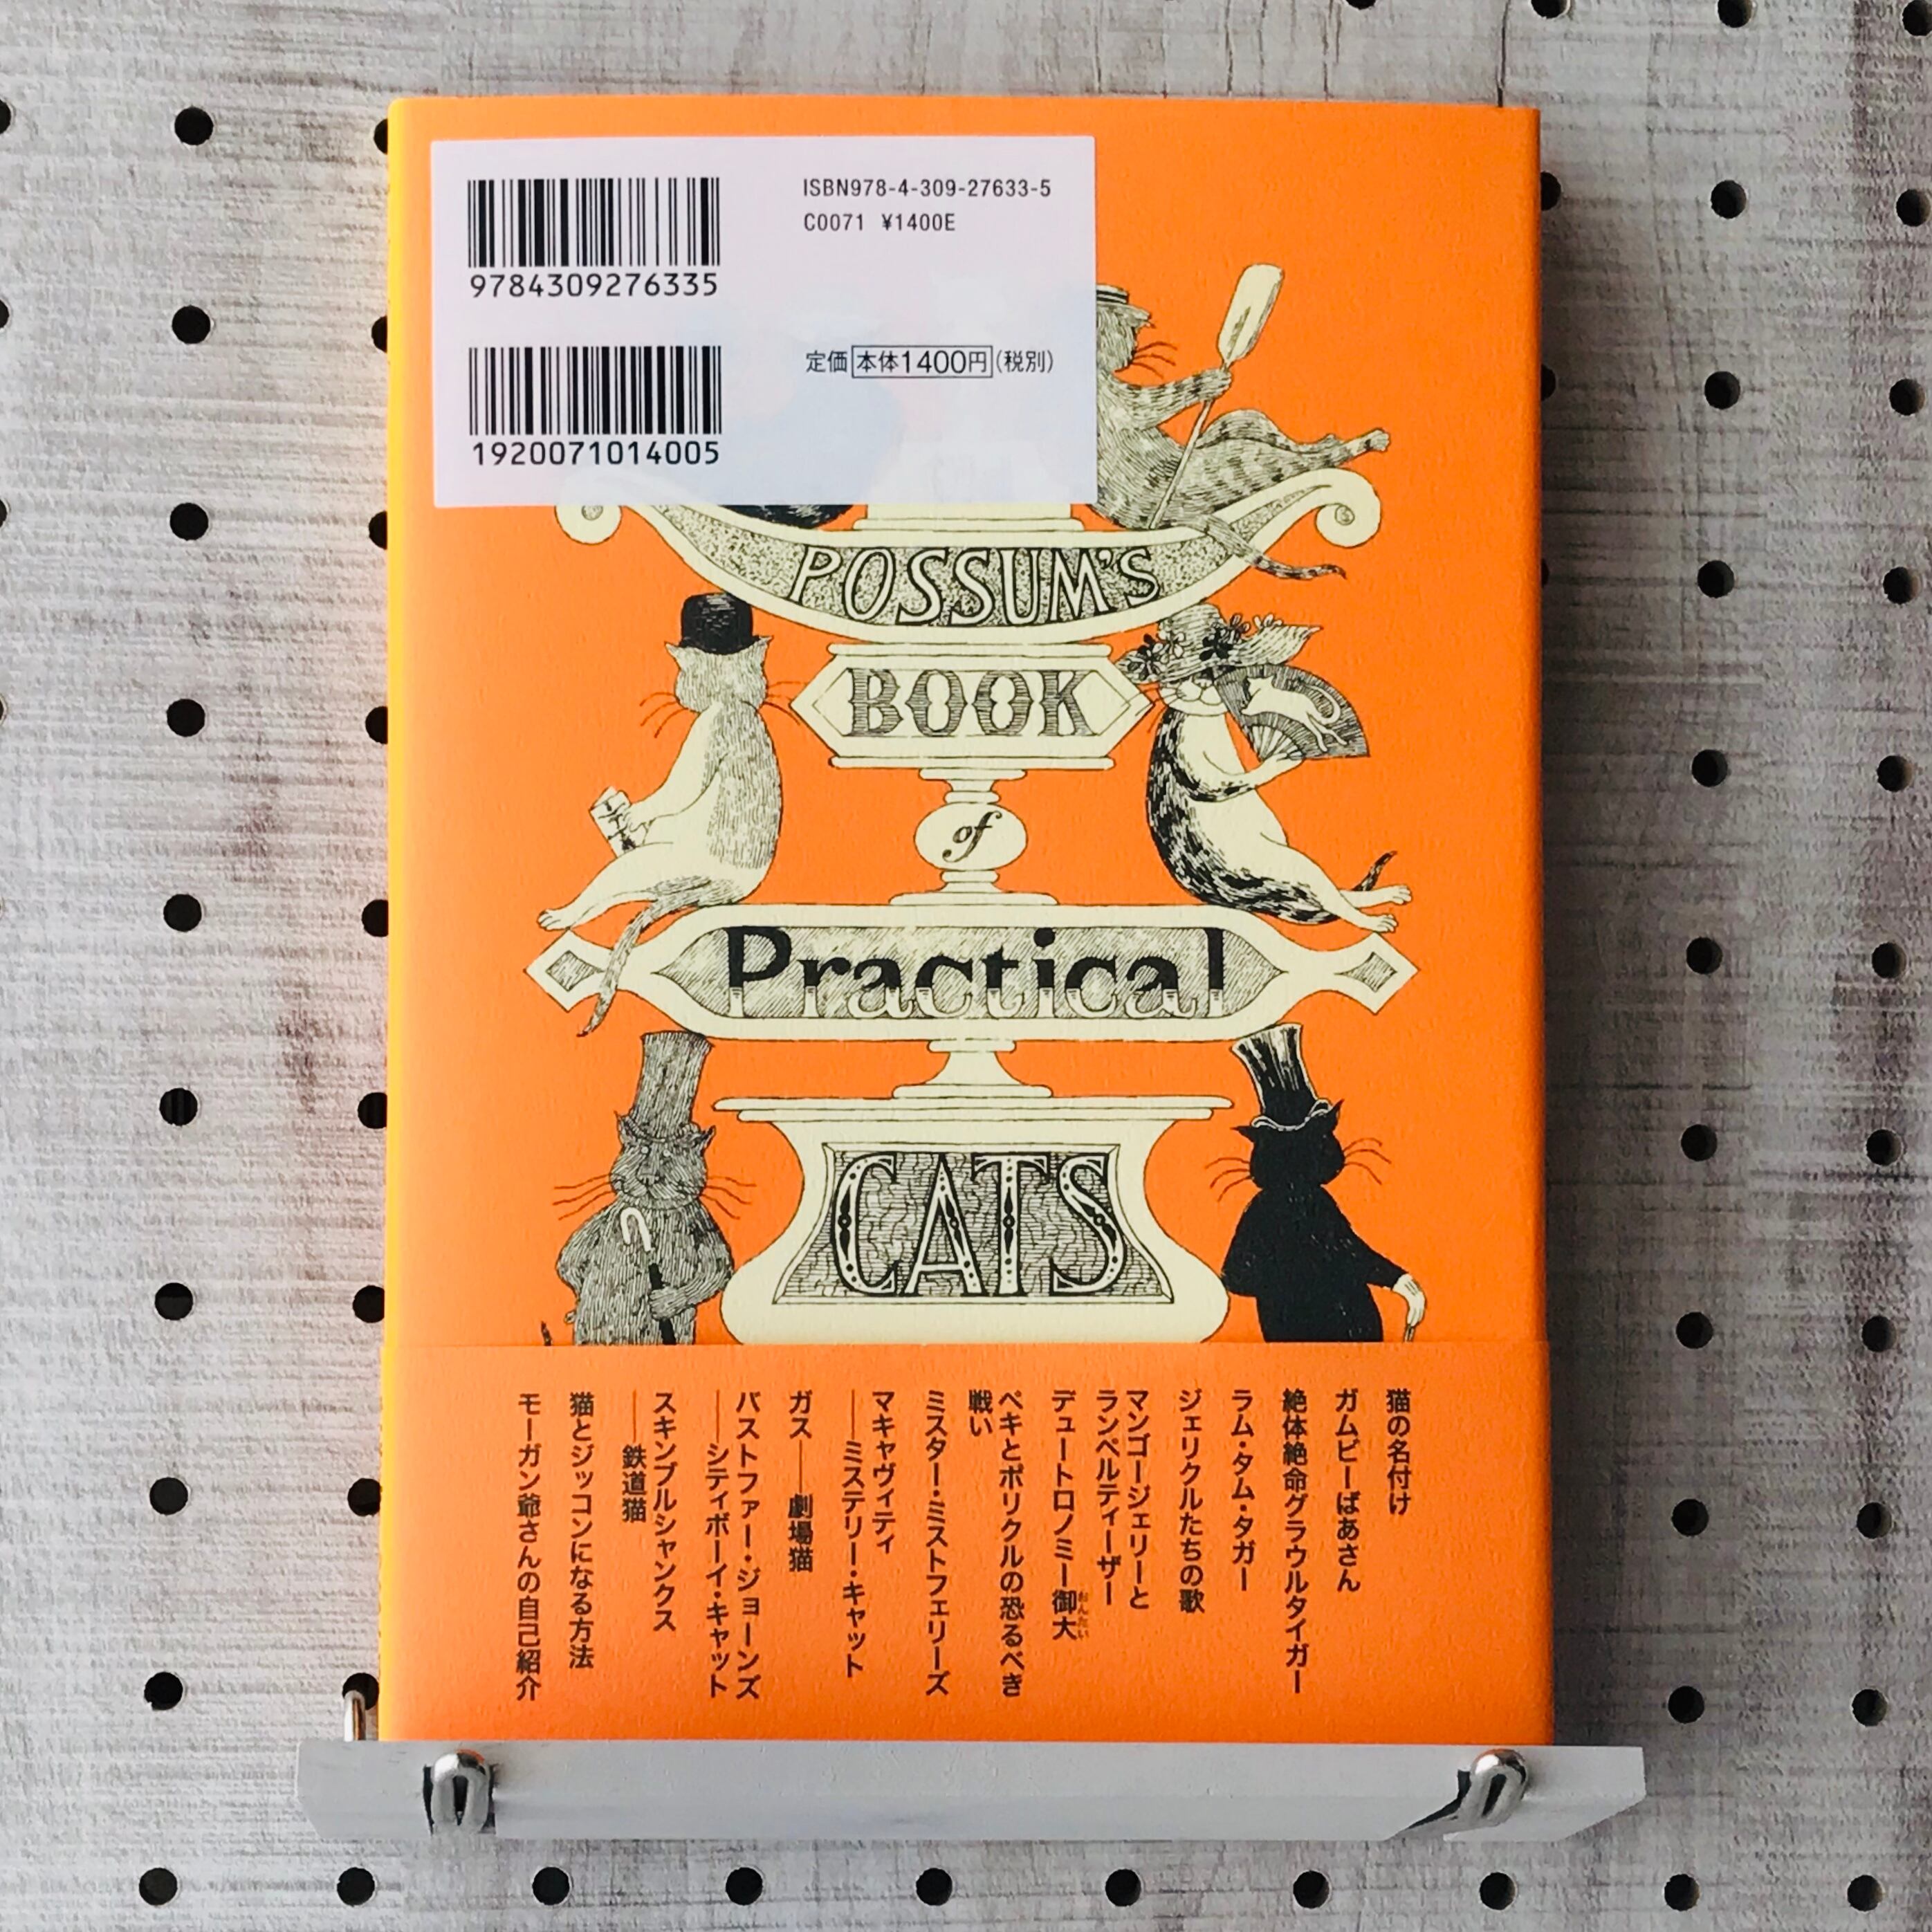 9784309276335
ISBN978-4-309-27633-5
C0071 ¥1400E
1920071014005
定価 本体1400円(税別)
POSSUM'S
BOOK
of
Practical
CATS
猫の名付け
ガムビーばあさん
絶体絶命グラウルタイガー
ラム・タム・タガー
ジェリクルたちの歌
マンゴージェリーと
ランペルティーザー
デュートロノミー御大
おんたい
ペキとポリクルの恐るべき
戦い
ミスター・ミストフェリーズ
マキャヴィティ
――ミステリー・キャット
ガス――劇場猫
バストファー・ジョーンズ
――シティボーイ・キャット
スキンブルシャンクス
――鉄道猫
猫とジッコンになる方法
モーガン爺さんの自己紹介